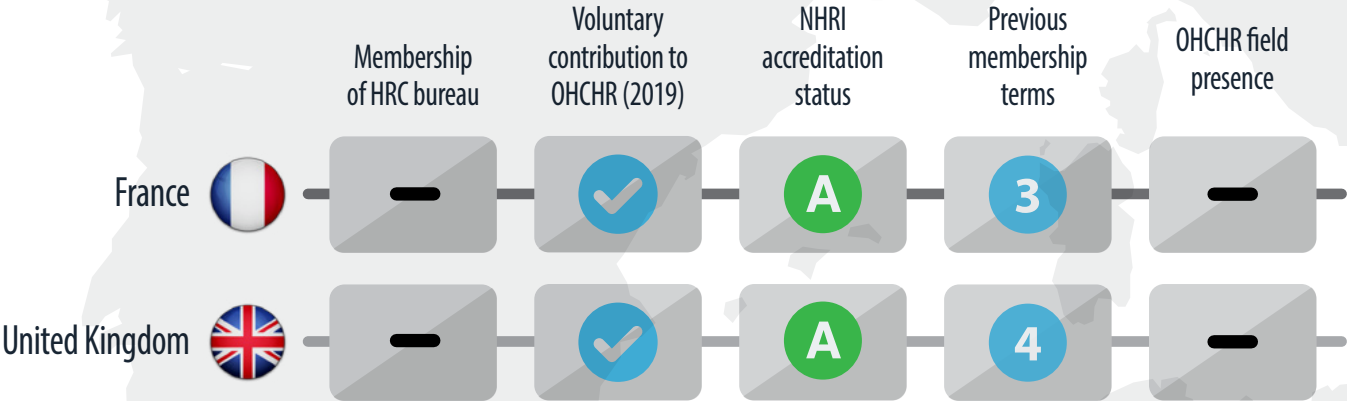 Membership
of HRC bureau
Voluntary
contribution to
OHCHR (2019)
NHRI
accreditation
status
Previous
membership
terms
OHCHR field
presence
France
A
3
United Kingdom
A
4